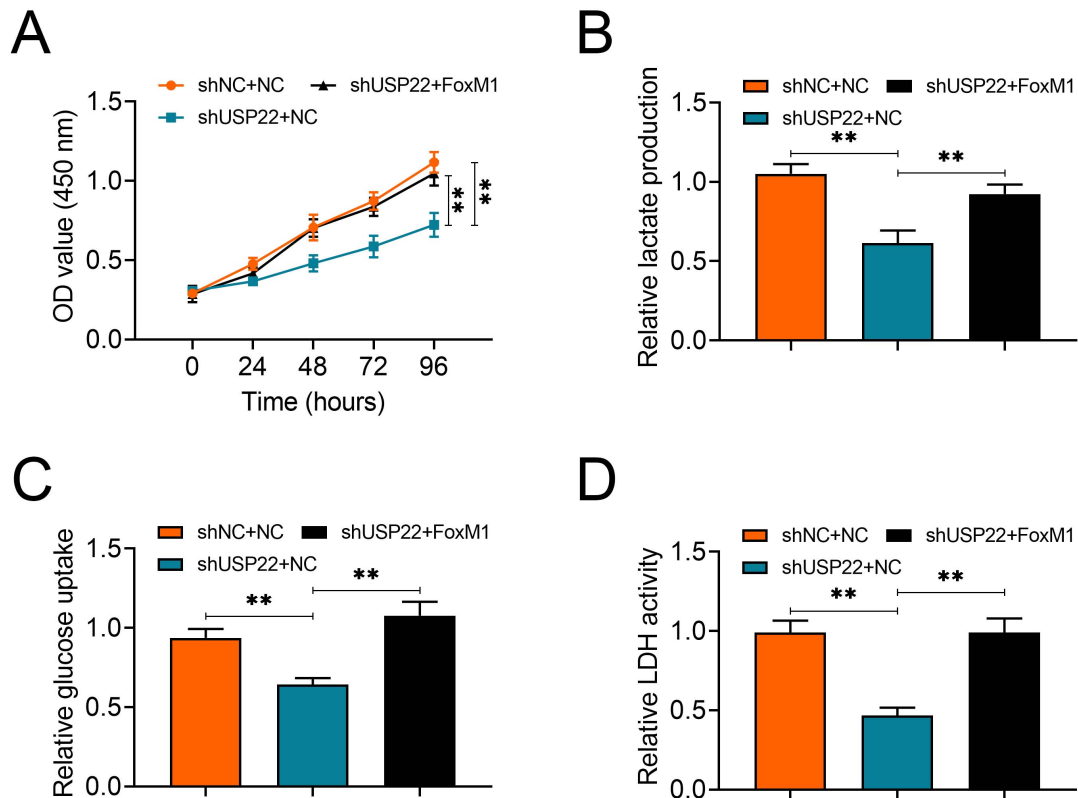 A
shNC+NC
shUSP22+FoxM1
shUSP22+NC
OD value (450 nm)
1.5
1.0
0.5
0.0
**
**
0 24 48 72 96
Time (hours)
B
shNC+NC
shUSP22+FoxM1
shUSP22+NC
Relative lactate production
1.5
1.0
0.5
0.0
**
**
C
shNC+NC
shUSP22+FoxM1
shUSP22+NC
Relative glucose uptake
1.5
1.0
0.5
0.0
**
**
D
shNC+NC
shUSP22+FoxM1
shUSP22+NC
Relative LDH activity
1.5
1.0
0.5
0.0
**
**